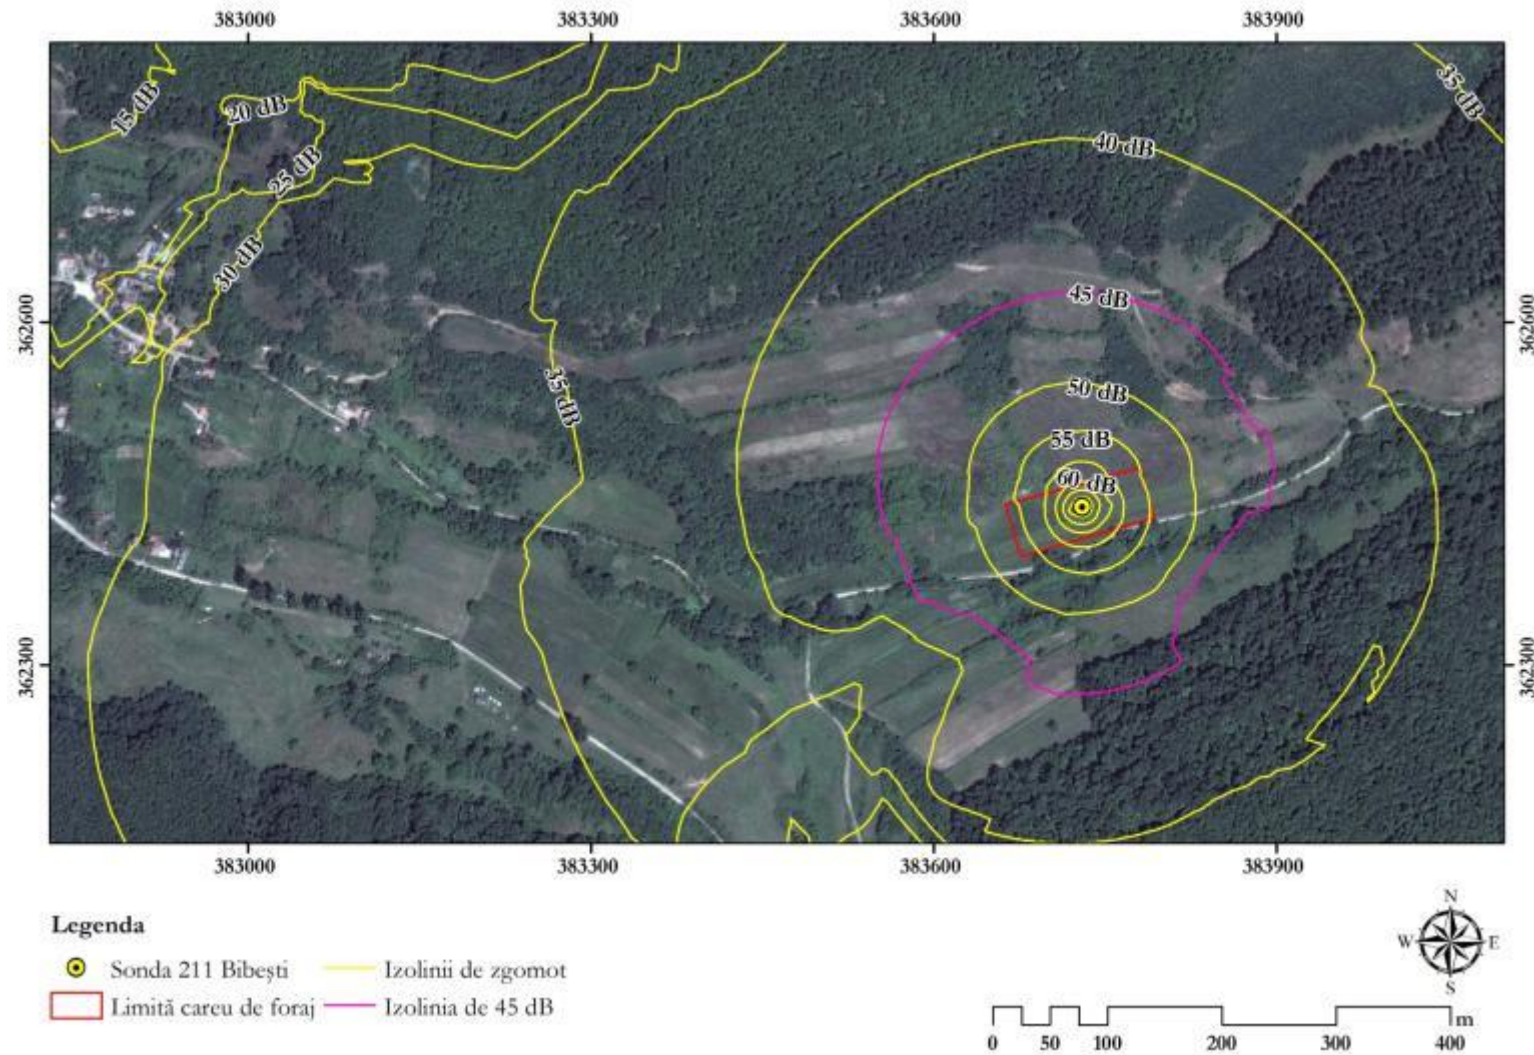 383000 383300 383600 383900
15 dB
20 dB
35 dB
25 dB
40 dB
30 dB
45 dB
362600 362600
35 dB
50 dB
55 dB
60 dB
362300 362300
383000 383300 383600 383900
Legenda
Sonda 211 Bibești Izolinii de zgomot
Limită careu de foraj Izolinia de 45 dB
N
W E
S
m
0 50 100 200 300 400